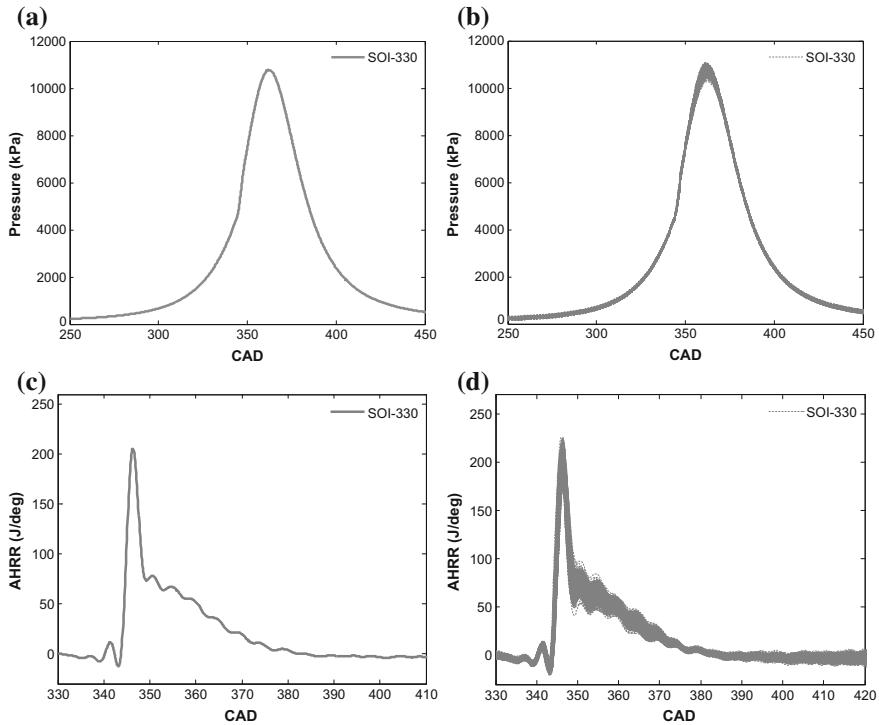 (a)
12000
10000
8000
6000
4000
2000
0
Pressure (kPa)
SOI-330
250 300 350 400 450
CAD
(b)
12000
10000
8000
6000
4000
2000
0
Pressure (kPa)
SOI-330
250 300 350 400 450
CAD
(c)
250
200
150
100
50
0
AHRR (J/deg)
SOI-330
330 340 350 360 370 380 390 400 410
CAD
(d)
250
200
150
100
50
0
AHRR (J/deg)
SOI-330
330 340 350 360 370 380 390 400 410 420
CAD